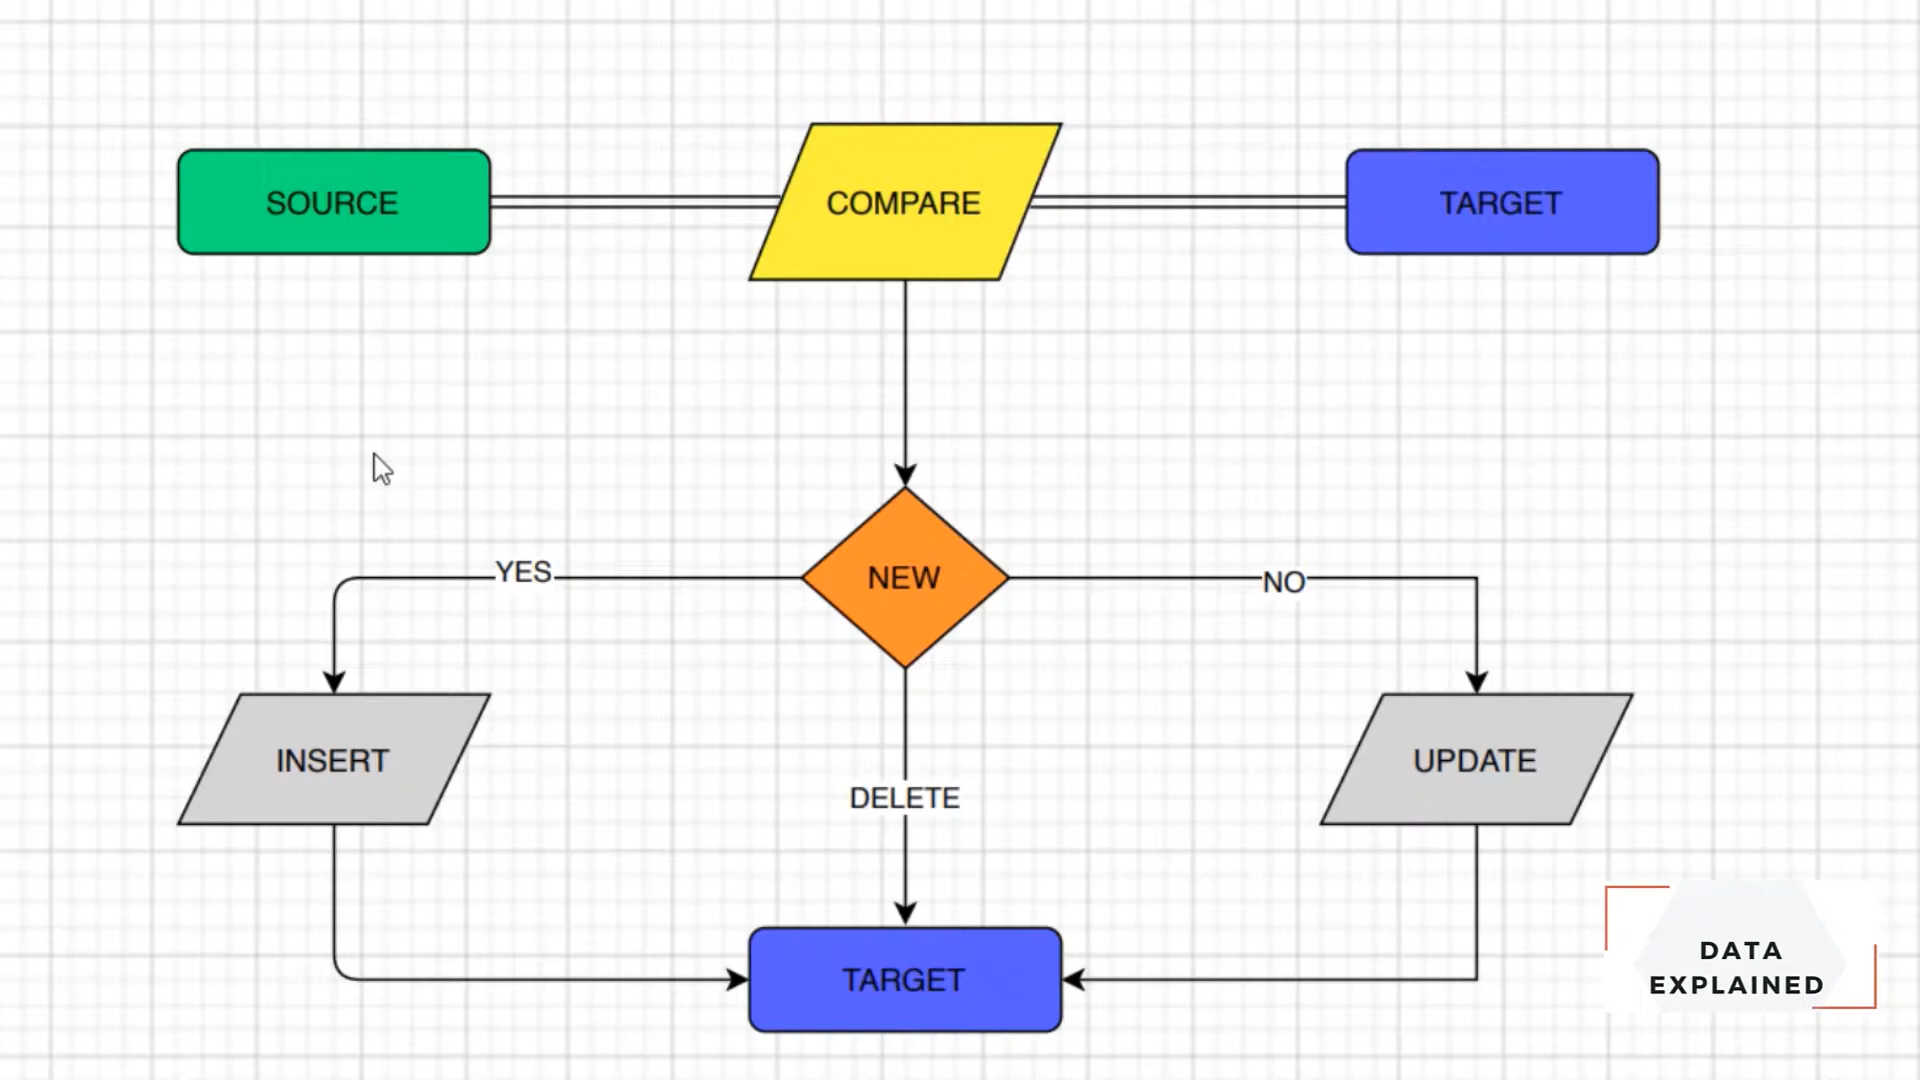 SOURCE
COMPARE
TARGET
NEW
YES
NO
INSERT
UPDATE
DELETE
TARGET
DATA
EXPLAINED